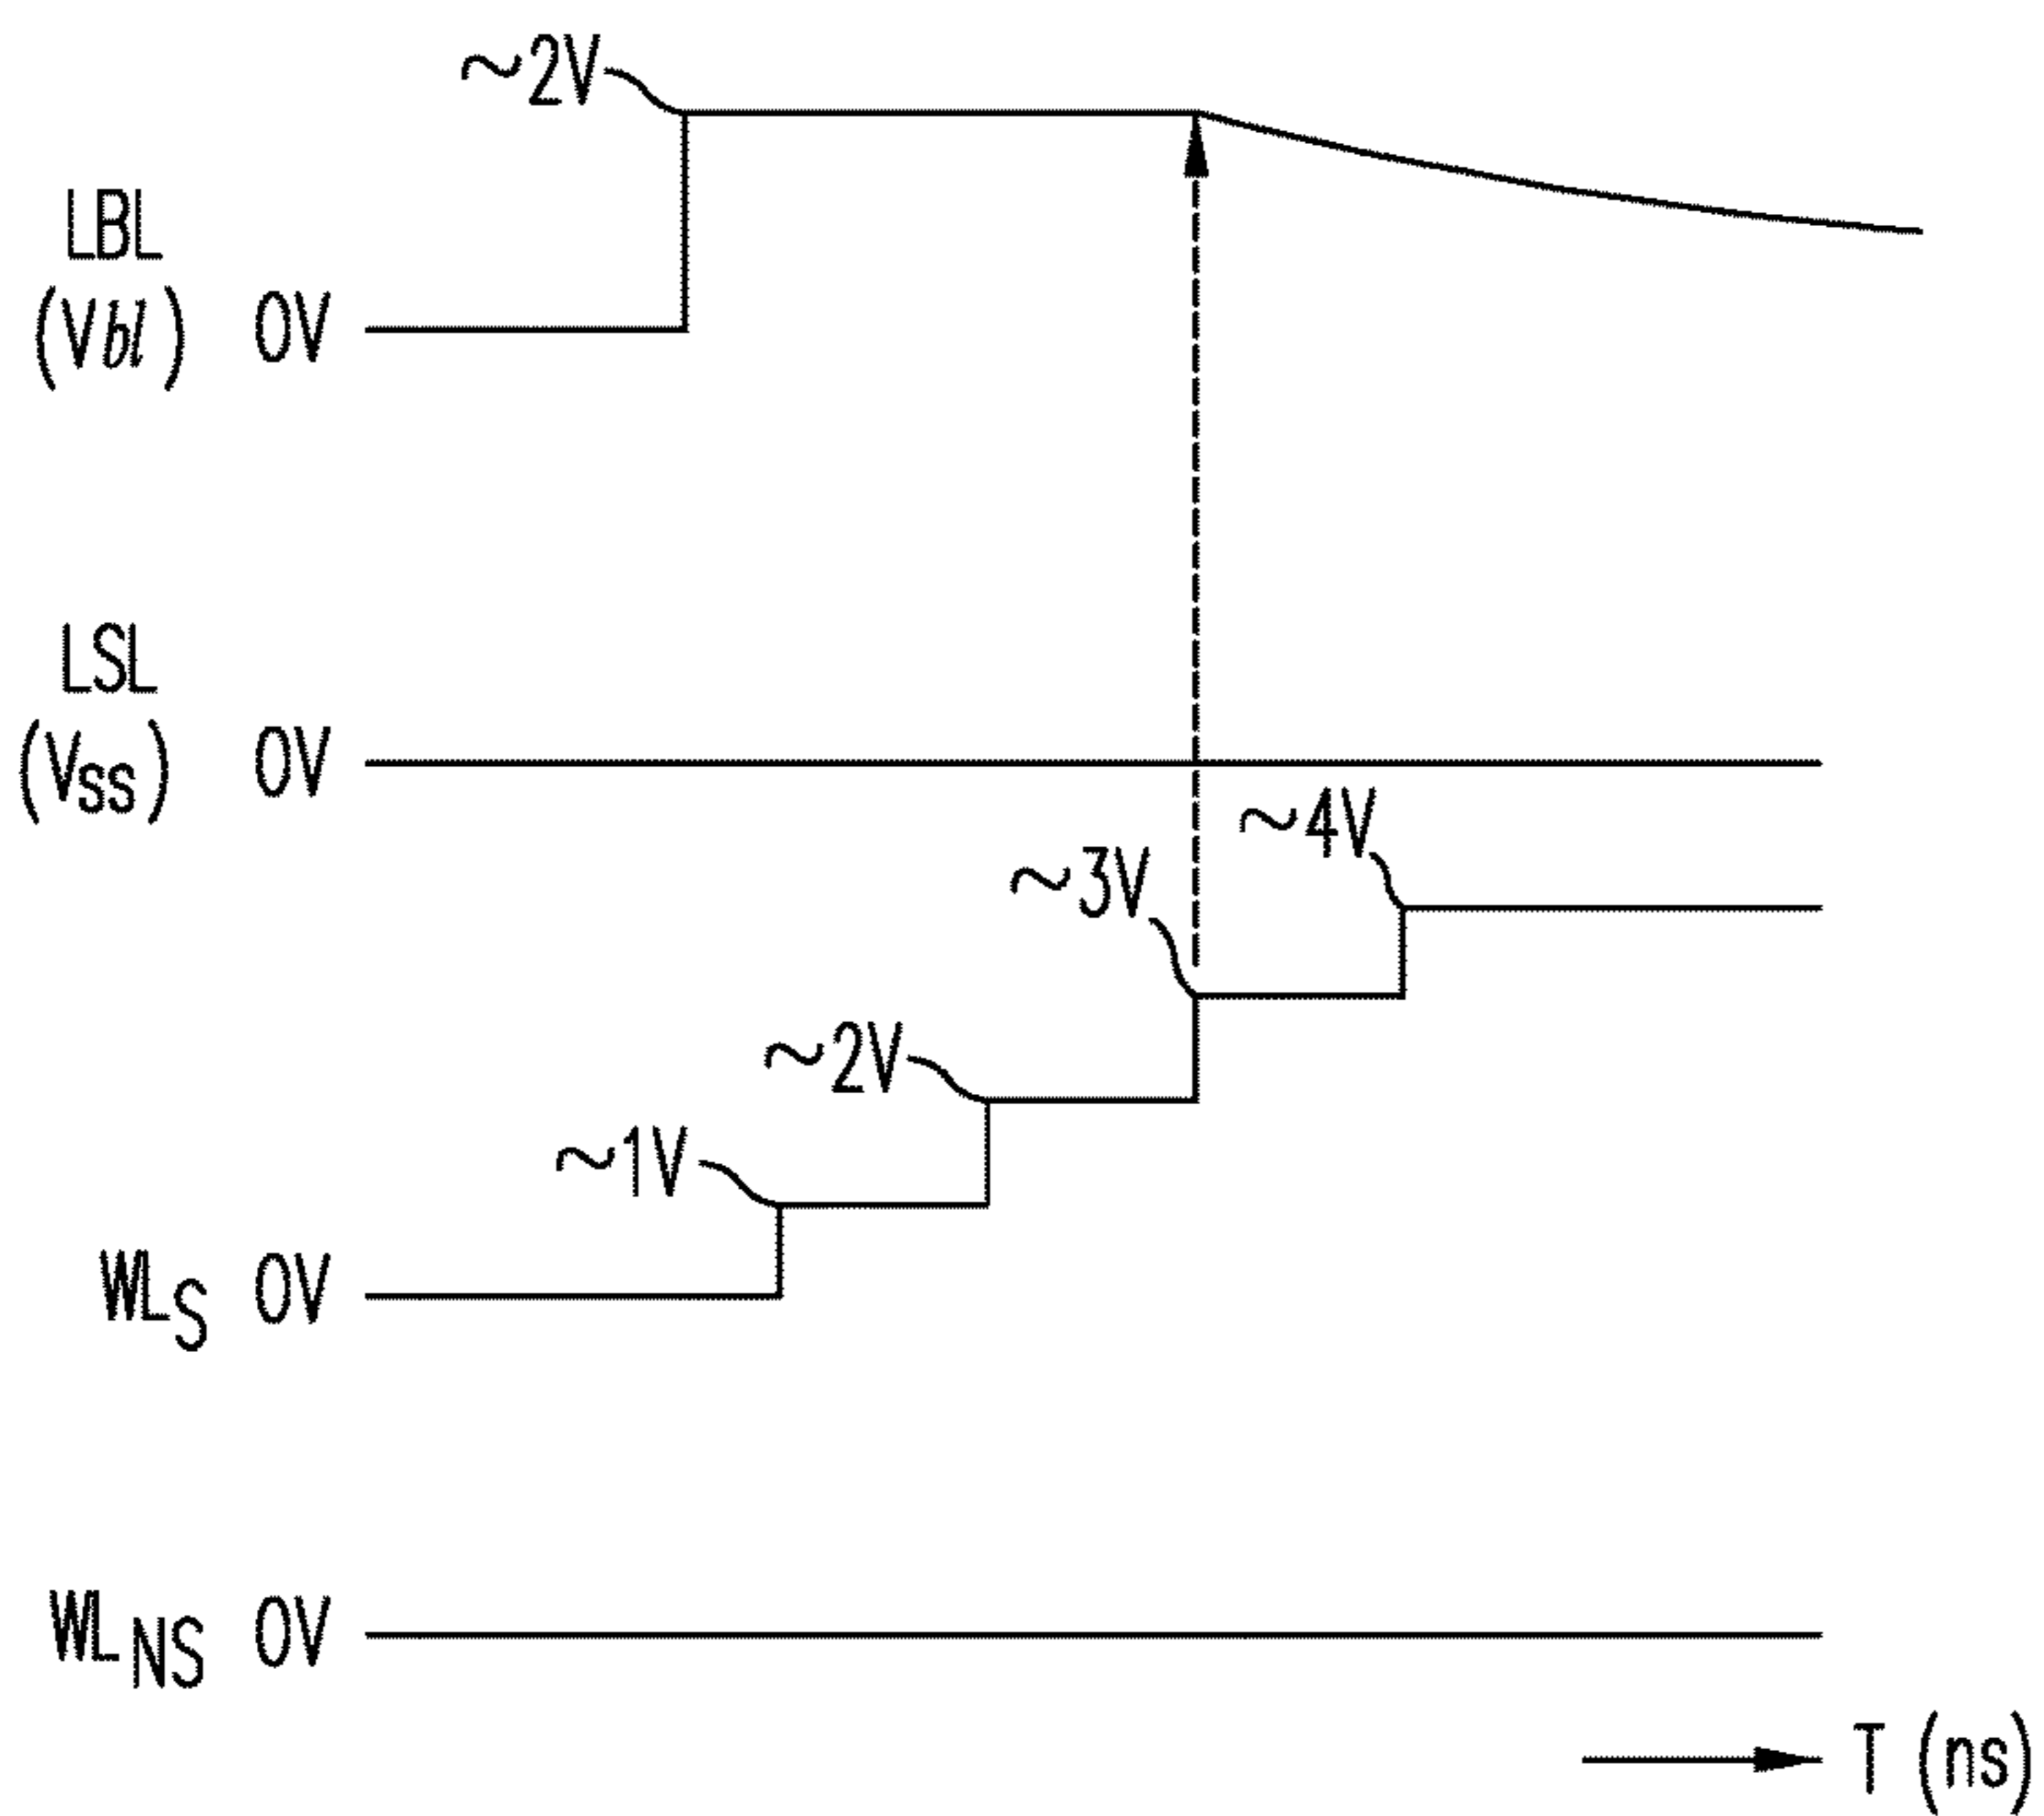 ~2V
LBL
(Vbl) 0V
LSL
(Vss) 0V
~4V
~3V
~2V
~1V
WLS 0V
WLNS 0V
T (ns)